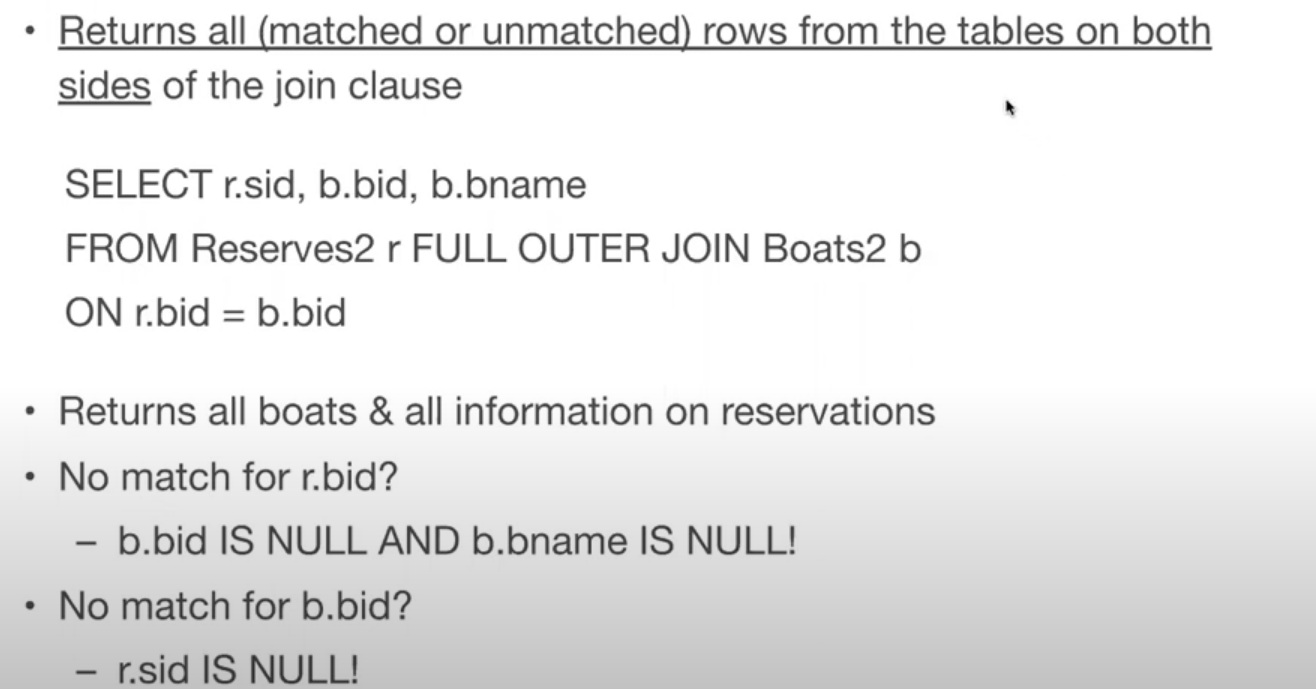 • Returns all (matched or unmatched) rows from the tables on both
sides of the join clause
SELECT r.sid, b.bid, b.bname
FROM Reserves2 r FULL OUTER JOIN Boats2 b
ON r.bid = b.bid
• Returns all boats & all information on reservations
• No match for r.bid?
– b.bid IS NULL AND b.bname IS NULL!
• No match for b.bid?
– r.sid IS NULL!